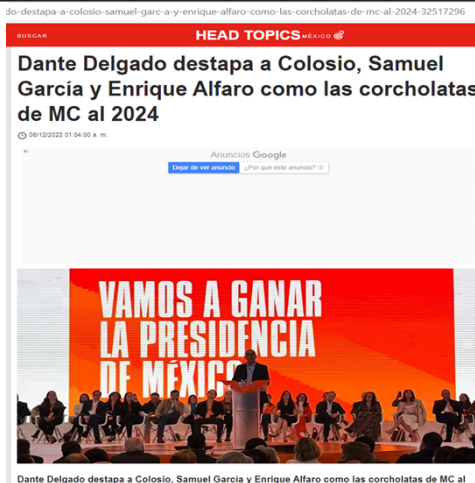 do-destapa-a-colosio-samuel-garc-a-y-enrique-alfaro-como-las-corcholatas-de-mc-al-2024-32517296
BUSCAR
HEAD TOPICS MÉXICO
Dante Delgado destapa a Colosio, Samuel
García y Enrique Alfaro como las corcholatas
de MC al 2024
06/12/2022 01:04:00 a. m.
Anuncios Google
Dejar de ver anuncio ¿Por qué este anuncio?
VAMOS A GANAR
LA PRESIDENCIA
DE MÉXICO
Dante Delgado destapa a Colosio, Samuel García y Enrique Alfaro como las corcholatas de MC al